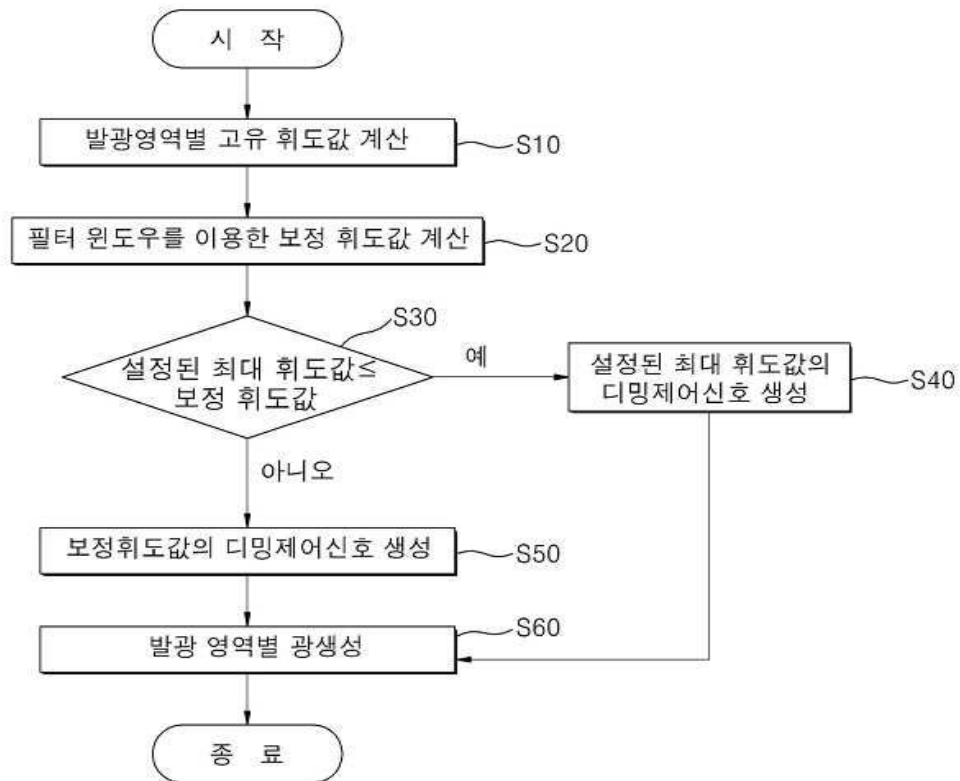 시 작
발광영역별 고유 휘도값 계산
S10
필터 윈도우를 이용한 보정 휘도값 계산
S20
S30
설정된 최대 휘도값≤
보정 휘도값
예
설정된 최대 휘도값의
디밍제어신호 생성
S40
아니오
보정휘도값의 디밍제어신호 생성
S50
발광 영역별 광생성
S60
종 료